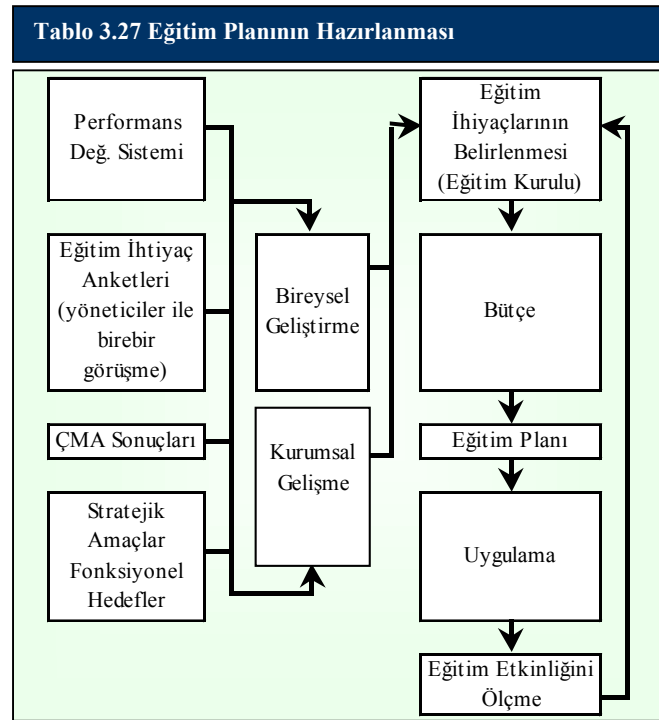 Tablo 3.27 Eğitim Planının Hazırlanması
Performans
Değ. Sistemi
Eğitim İhtiyaç
Anketleri
(yöneticiler ile
birebir
görüşme)
ÇMA Sonuçları
Stratejik
Amaçlar
Fonksiyonel
Hedefler
Bireysel
Geliştirme
Kurumsal
Gelişme
Eğitim
İhiyaçlarının
Belirlenmesi
(Eğitim Kurulu)
Bütçe
Eğitim Planı
Uygulama
Eğitim Etkinliğini
Ölçme